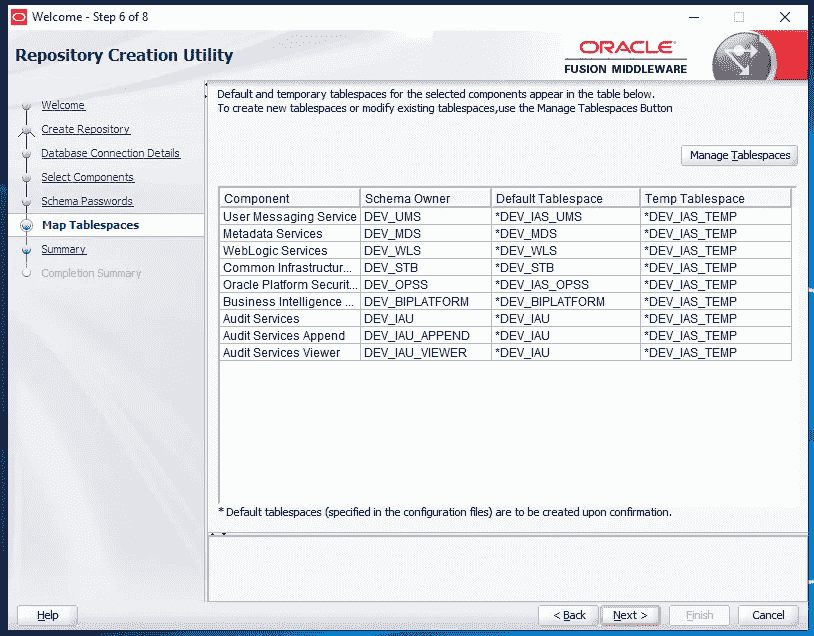 Welcome - Step 6 of 8
Repository Creation Utility
ORACLE
FUSION MIDDLEWARE
Welcome
Create Repository
Database Connection Details
Select Components
Schema Passwords
Map Tablespaces
Summary
Completion Summary
Default and temporary tablespaces for the selected components appear in the table below.
To create new tablespaces or modify existing tablespaces,use the Manage Tablespaces Button
Manage Tablespaces
Component Schema Owner Default Tablespace Temp Tablespace
User Messaging Service DEV_UMS *DEV_IAS_UMS *DEV_IAS_TEMP
Metadata Services DEV_MDS *DEV_MDS *DEV_IAS_TEMP
WebLogic Services DEV_WLS *DEV_WLS *DEV_IAS_TEMP
Common Infrastructur... DEV_STB *DEV_STB *DEV_IAS_TEMP
Oracle Platform Securit... DEV_OPSS *DEV_IAS_OPSS *DEV_IAS_TEMP
Business Intelligence ... DEV_BIPLATFORM *DEV_BIPLATFORM *DEV_IAS_TEMP
Audit Services DEV_IAU *DEV_IAU *DEV_IAS_TEMP
Audit Services Append DEV_IAU_APPEND *DEV_IAU *DEV_IAS_TEMP
Audit Services Viewer DEV_IAU_VIEWER *DEV_IAU *DEV_IAS_TEMP
* Default tablespaces (specified in the configuration files) are to be created upon confirmation.
Help < Back Next > Finish Cancel